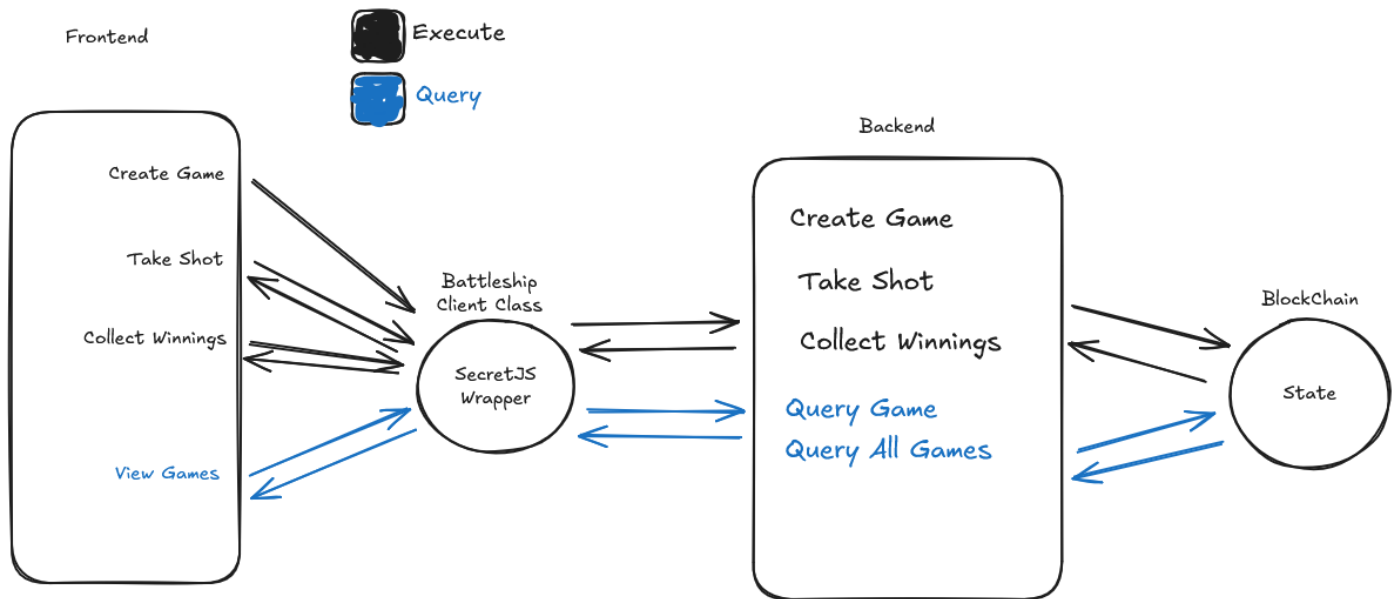 Frontend
Execute
Query
Create Game
Take Shot
Collect Winnings
View Games
Battleship
Client Class
SecretJS
Wrapper
Backend
Create Game
Take Shot
Collect Winnings
Query Game
Query All Games
BlockChain
State